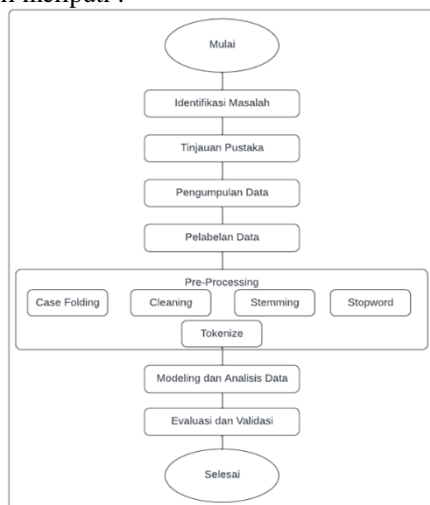 Mulai
Identifikasi Masalah
Tinjauan Pustaka
Pengumpulan Data
Pelabelan Data
Pre-Processing
Case Folding Cleaning Stemming Stopword
Tokenize
Modeling dan Analisis Data
Evaluasi dan Validasi
Selesai